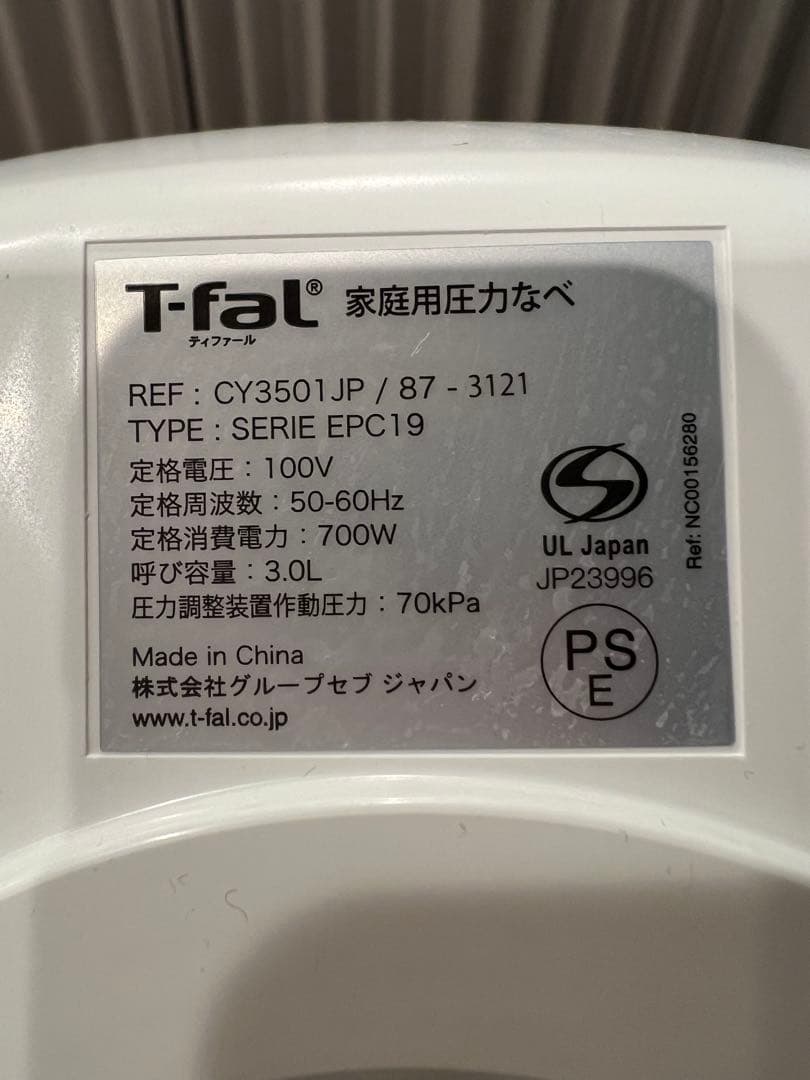 T-fal® 家庭用圧力なべ
ティファール
REF : CY3501JP / 87 - 3121
TYPE : SERIE EPC19
定格電圧：100V
定格周波数：50-60Hz
定格消費電力：700W
呼び容量：3.0L
圧力調整装置作動圧力：70kPa
Made in China
株式会社グループセブ ジャパン
www.t-fal.co.jp
S
UL Japan
JP23996
PS
E
Ref: NC00156280